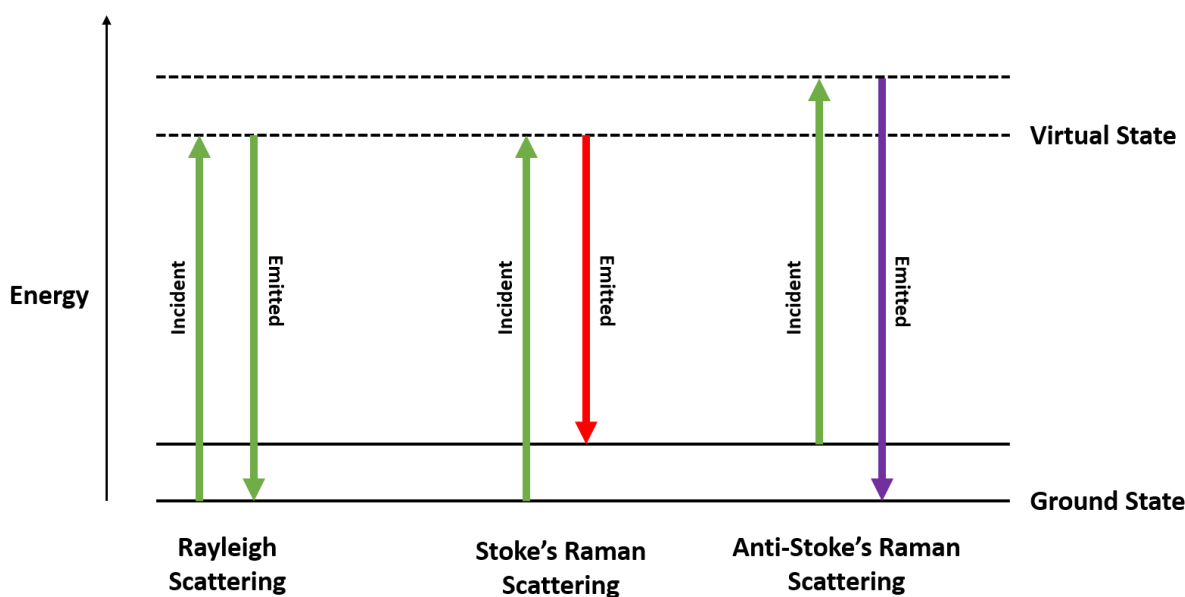 Virtual State
Energy
Incident
Emitted
Incident
Emitted
Incident
Emitted
Ground State
Rayleigh
Scattering
Stoke's Raman
Scattering
Anti-Stoke's Raman
Scattering